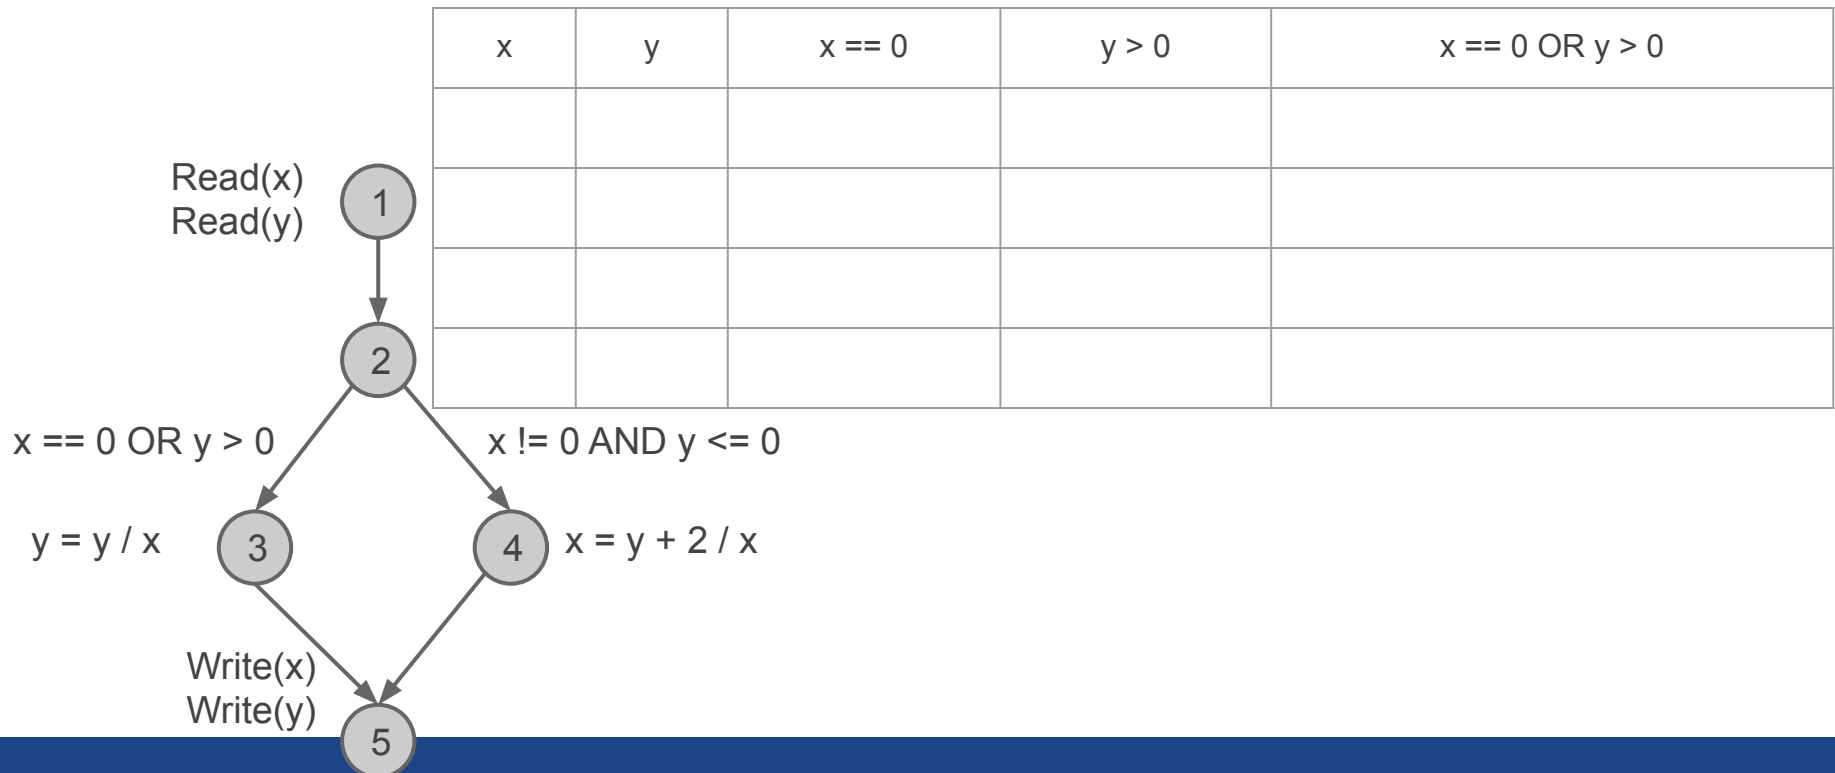 x y x == 0 y > 0 x == 0 OR y > 0
Read(x)
Read(y)
1
2
x == 0 OR y > 0
x != 0 AND y <= 0
y = y / x
3
4
x = y + 2 / x
Write(x)
Write(y)
5